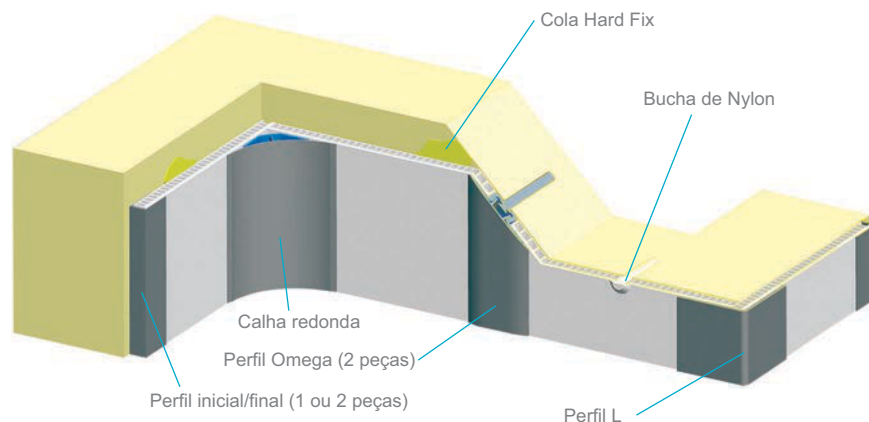 Cola Hard Fix
Bucha de Nylon
Calha redonda
Perfil Omega (2 peças)
Perfil inicial/final (1 ou 2 peças)
Perfil L